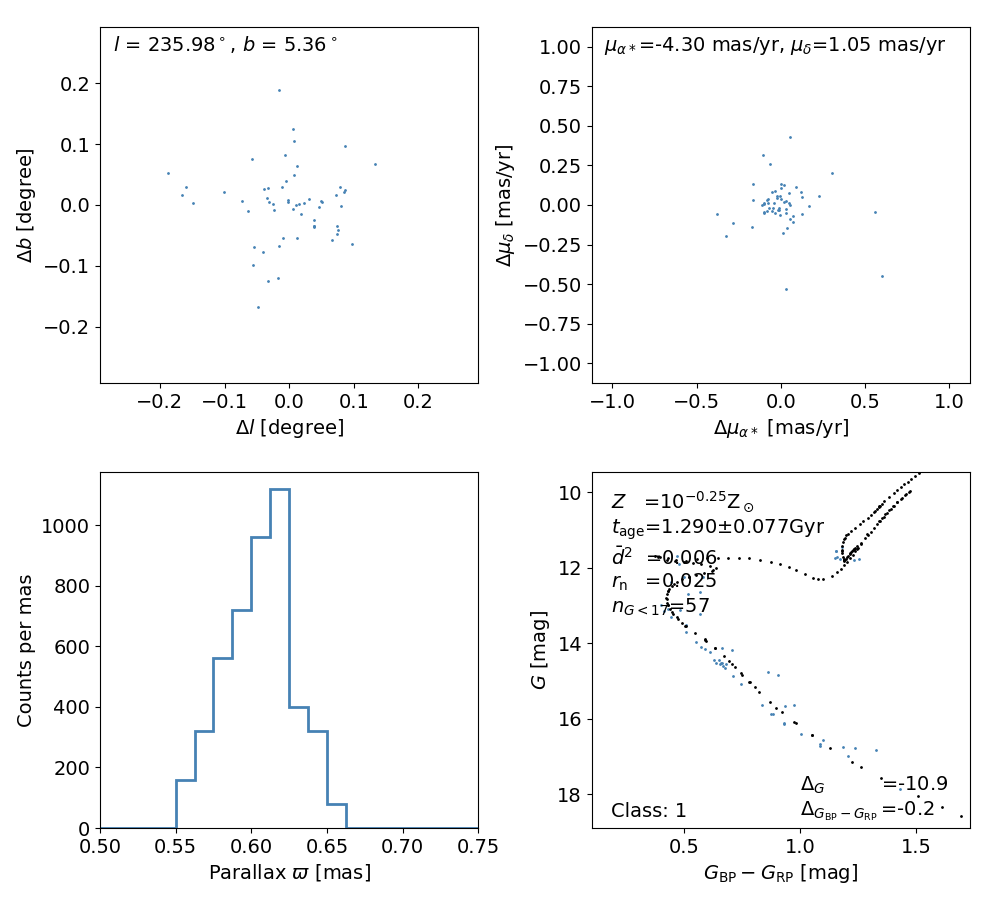 l = 235.98°, b = 5.36°
0.2
0.1
0.0
−0.1
−0.2
Δb [degree]
−0.2 −0.1 0.0 0.1 0.2
Δl [degree]
μα*=-4.30 mas/yr, μδ=1.05 mas/yr
1.00
0.75
0.50
0.25
0.00
−0.25
−0.50
−0.75
−1.00
Δμδ [mas/yr]
−1.0 −0.5 0.0 0.5 1.0
Δμα* [mas/yr]
1000
800
600
400
200
0
Counts per mas
0.50 0.55 0.60 0.65 0.70 0.75
Parallax ϖ [mas]
Z =10^−0.25 Z⊙
tage=1.290±0.077Gyr
d̄² =0.006
rn =0.025
nG<17=57
10
12
14
16
18
G [mag]
ΔG =-10.9
ΔGBP−GRP =-0.2
Class: 1
0.5 1.0 1.5
GBP − GRP [mag]